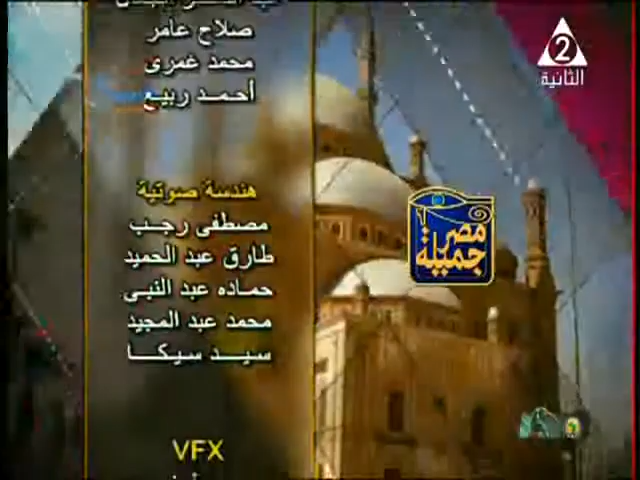 صلاح عامر
محمد غمرى
أحمد ربيع
هندسة صوتية
مصطفى رجب
طارق عبد الحميد
حماده عبد النبى
محمد عبد المجيد
سيد سيكا
VFX
مصر
جميلة
2
الثانية